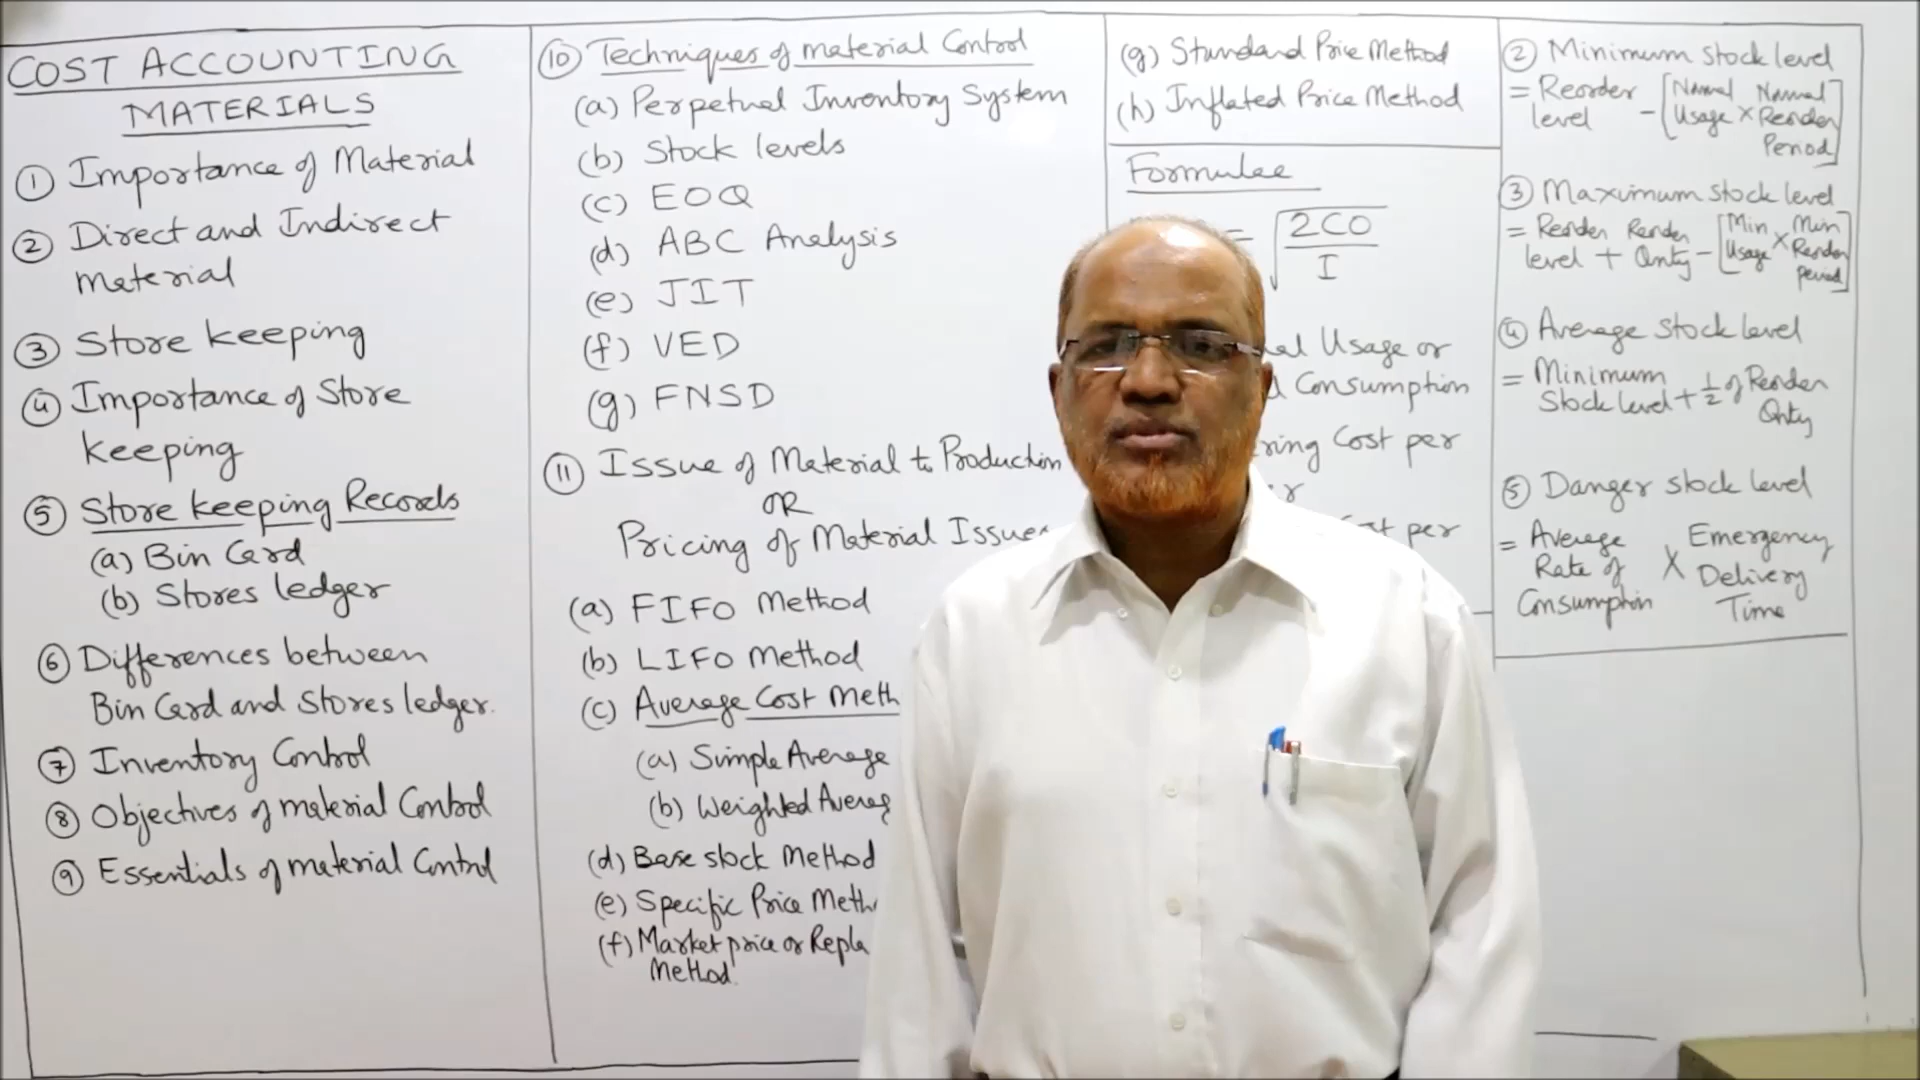 COST ACCOUNTING
MATERIALS
① Importance of Material
② Direct and Indirect
material
③ Store keeping
④ Importance of Store
keeping
⑤ Store keeping Records
(a) Bin Card
(b) Stores ledger
⑥ Differences between
Bin Card and Stores ledger.
⑦ Inventory Control
⑧ Objectives of material Control
⑨ Essentials of material Control
⑩ Techniques of material Control
(a) Perpetual Inventory System
(b) Stock levels
(c) EOQ
(d) ABC Analysis
(e) JIT
(f) VED
(g) FNSD
⑪ Issue of Material to Production
OR
Pricing of Material Issues
(a) FIFO Method
(b) LIFO Method
(c) Average Cost Meth
(a) Simple Average
(b) Weighted Averag
(d) Base stock Method
(e) Specific Price Meth
(f) Market price or Repla
Method.
(g) Standard Price Method
(h) Inflated Price Method
Formulae
= √2CO
I
al Usage or
d Consumption
ring Cost per
r
st per
② Minimum stock level
= Reorder level - [Normal Usage × Normal Reorder Period]
③ Maximum stock level
= Reorder level + Reorder Qnty - [Min Usage × Min Reorder period]
④ Average stock level
= Minimum Stock level + 1/2 of Reorder Qnty
⑤ Danger stock level
= Average Rate of Consumption × Emergency Delivery Time